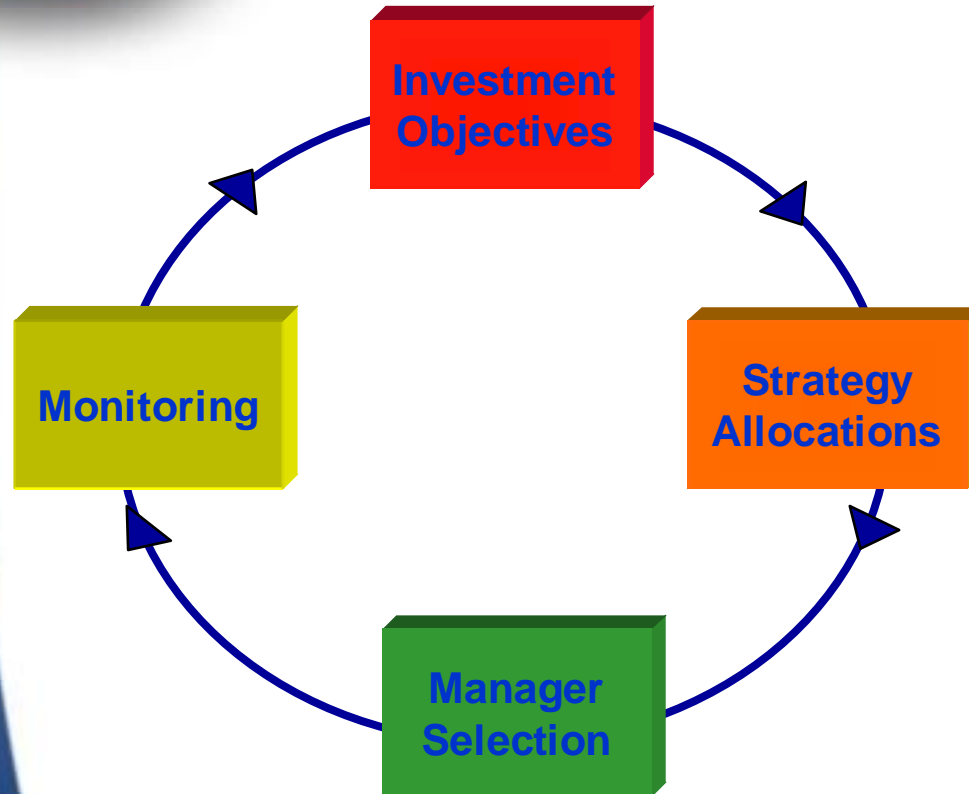 Investment
Objectives
Strategy
Allocations
Manager
Selection
Monitoring